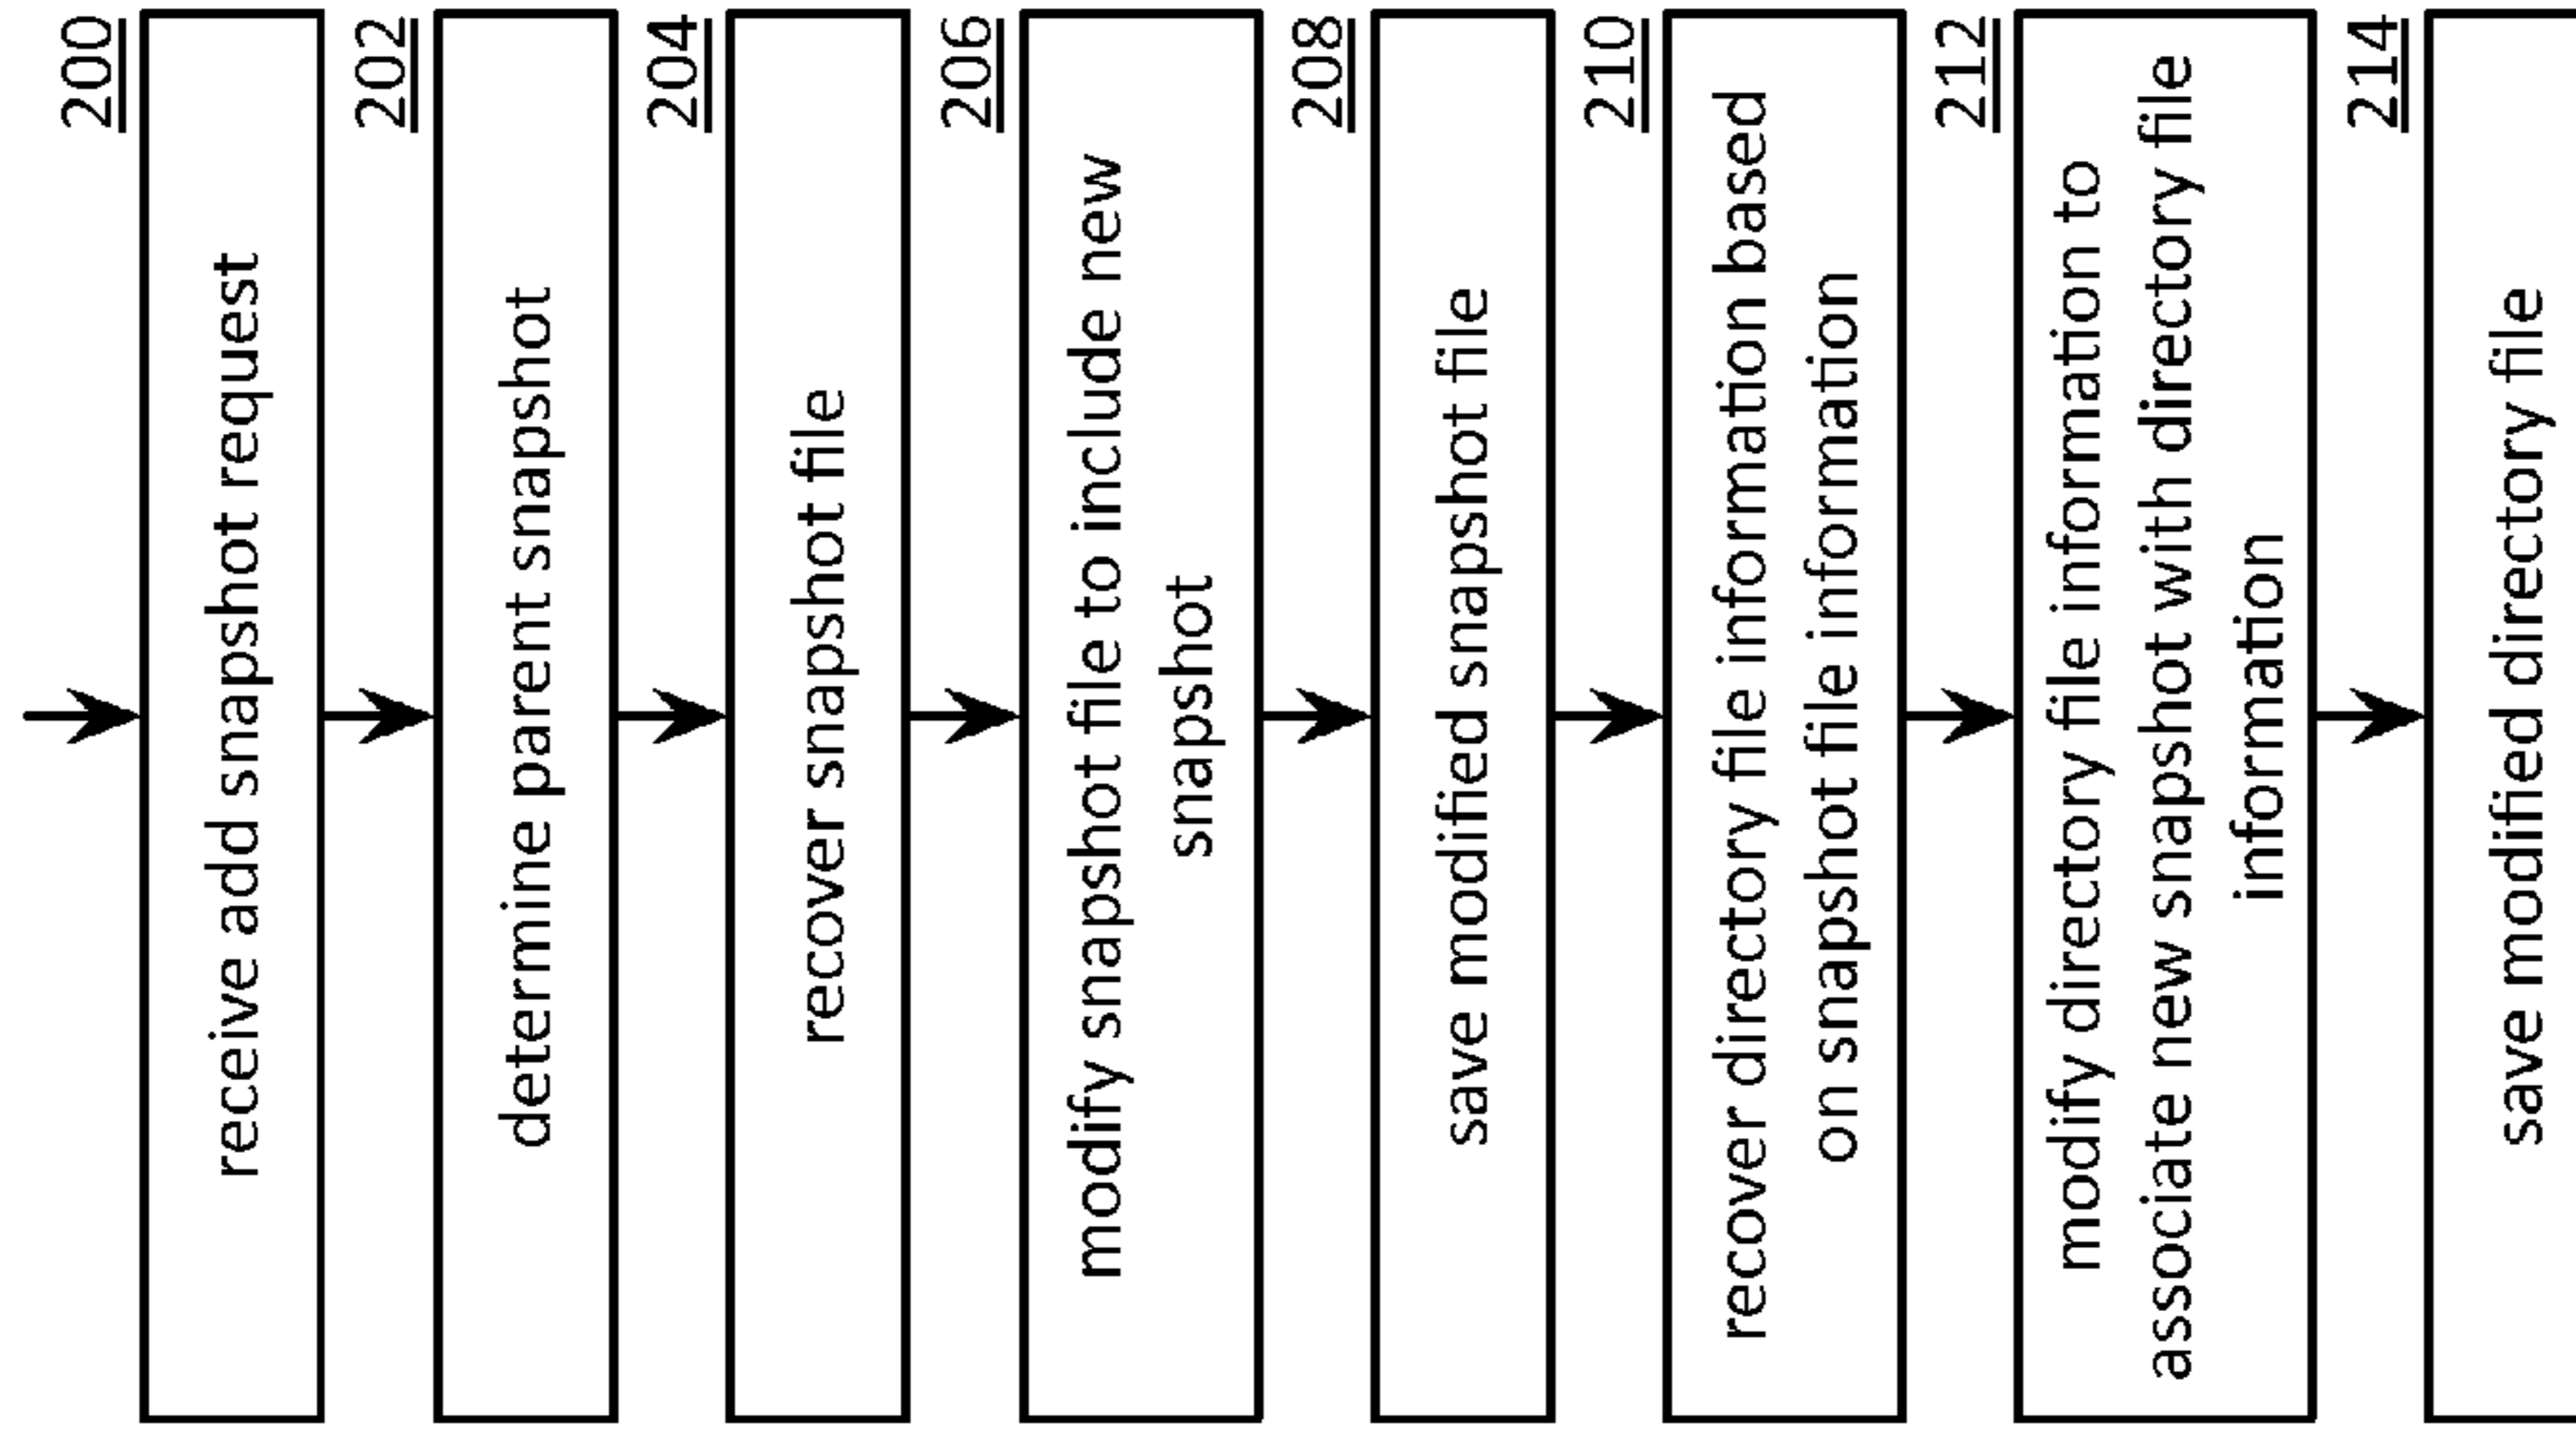 200
receive add snapshot request
202
determine parent snapshot
204
recover snapshot file
206
modify snapshot file to include new
snapshot
208
save modified snapshot file
210
recover directory file information based
on snapshot file information
212
modify directory file information to
associate new snapshot with directory file
information
214
save modified directory file